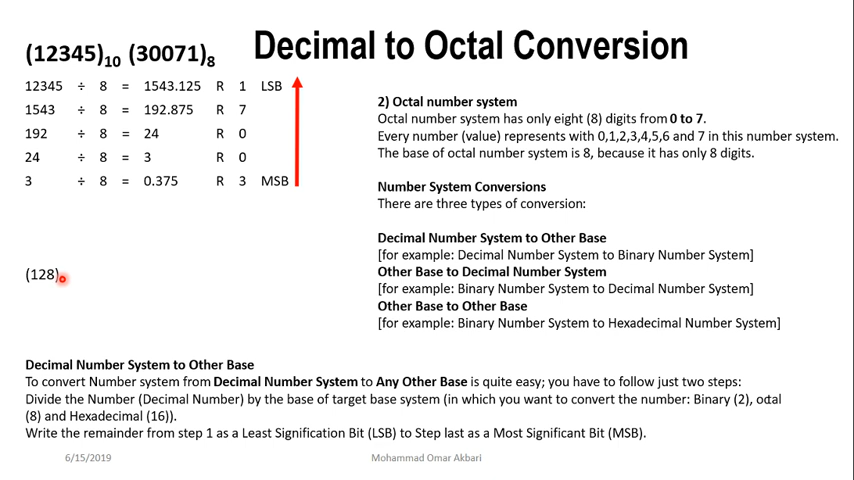 Decimal to Octal Conversion
(12345)10 (30071)8
12345 ÷ 8 = 1543.125 R 1 LSB
1543 ÷ 8 = 192.875 R 7
192 ÷ 8 = 24 R 0
24 ÷ 8 = 3 R 0
3 ÷ 8 = 0.375 R 3 MSB
(128)
2) Octal number system
Octal number system has only eight (8) digits from 0 to 7.
Every number (value) represents with 0,1,2,3,4,5,6 and 7 in this number system.
The base of octal number system is 8, because it has only 8 digits.
Number System Conversions
There are three types of conversion:
Decimal Number System to Other Base
[for example: Decimal Number System to Binary Number System]
Other Base to Decimal Number System
[for example: Binary Number System to Decimal Number System]
Other Base to Other Base
[for example: Binary Number System to Hexadecimal Number System]
Decimal Number System to Other Base
To convert Number system from Decimal Number System to Any Other Base is quite easy; you have to follow just two steps:
Divide the Number (Decimal Number) by the base of target base system (in which you want to convert the number: Binary (2), octal
(8) and Hexadecimal (16)).
Write the remainder from step 1 as a Least Signification Bit (LSB) to Step last as a Most Significant Bit (MSB).
6/15/2019
Mohammad Omar Akbari